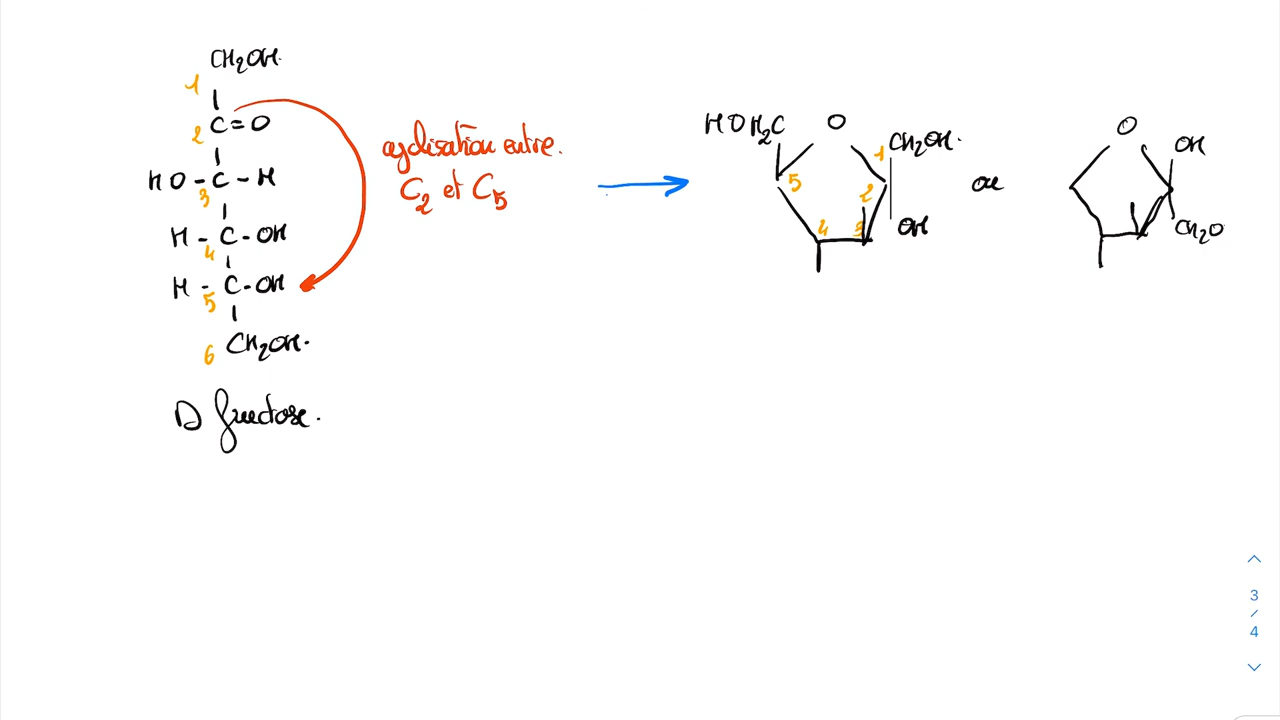 CH₂OH
1
2 C=O
HO-C-H
3
H-C-OH
4
H-C-OH
5
6 CH₂OH
D fructose.
cyclisation entre
C₂ et C₅
HOH₂C O
1 CH₂OH
5 2
4 3 OH
ou
O
OH
CH₂O
3
/
4